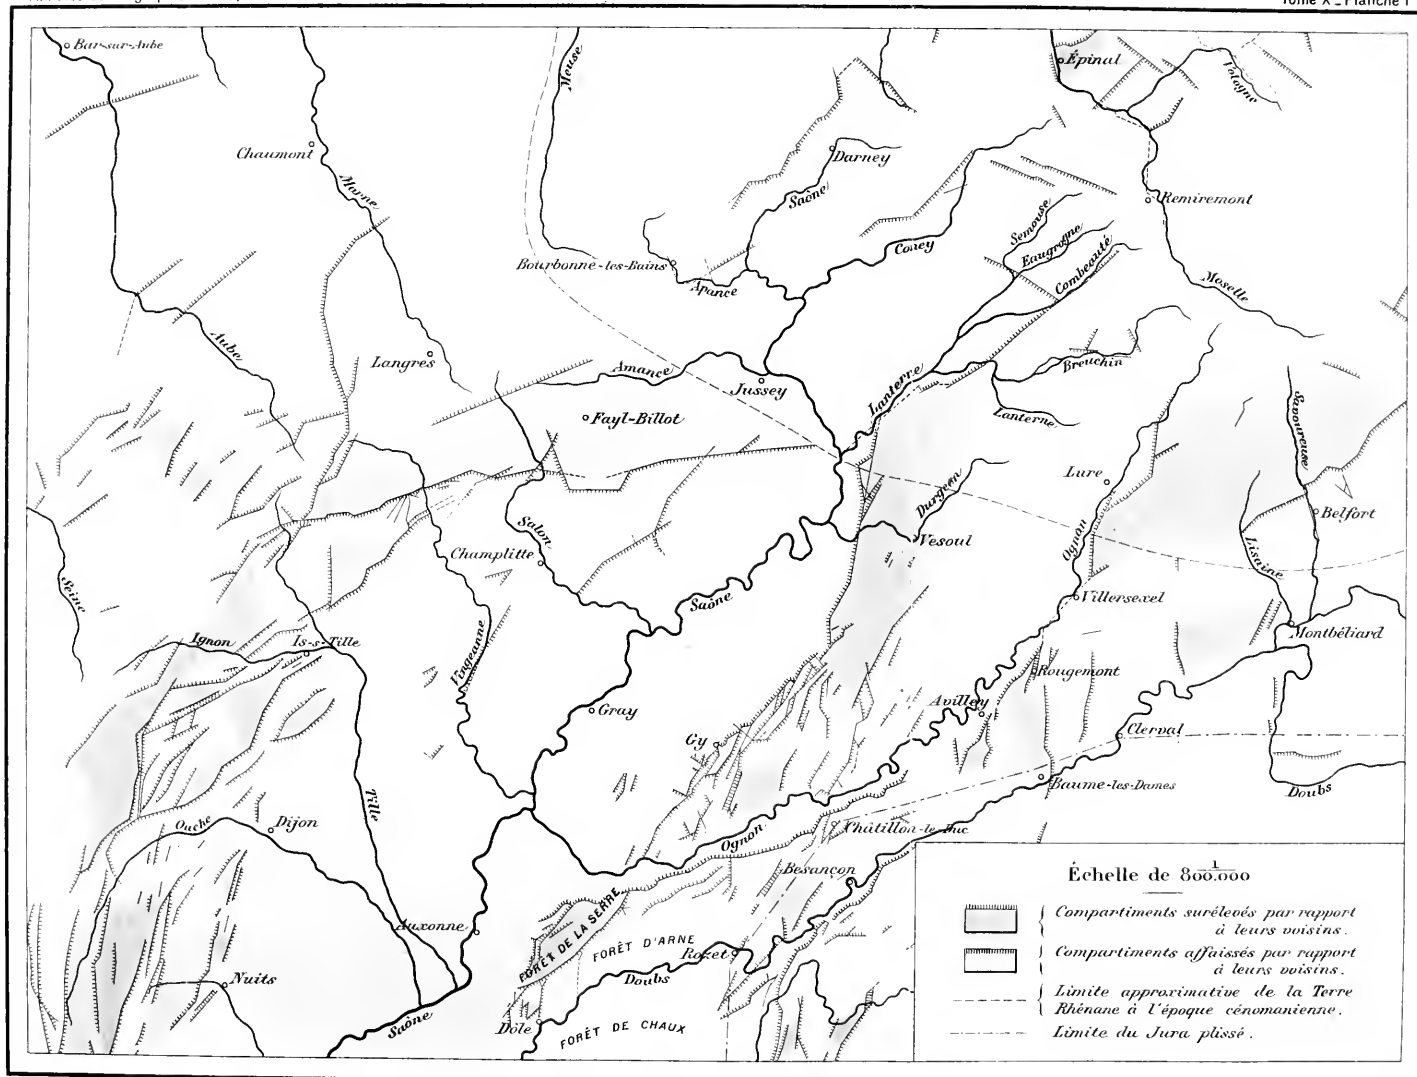 Tome X _ Planche I
Bar-sur-Aube
Meuse
Épinal
Vologne
Chaumont
Marne
Darney
Saône
Remiremont
Semouse
Coney
Eaugrogne
Combeauté
Bourbonne-les-Bains
Apance
Moselle
Aube
Langres
Amance
Jussey
Lanterre
Breuchin
Fayl-Billot
Lanterne
Savoureuse
Lure
Durgeon
Belfort
Salon
Champlitte
Vesoul
Ognon
Lisaine
Seine
Saône
Villersexel
Ignon
Is-s-Tille
Vingeanne
Montbéliard
Rougemont
Gray
Avilley
Gy
Clerval
Baume-les-Dames
Doubs
Tille
Ouche
Dijon
Ognon
Châtillon-le-Duc
Besançon
Auxonne
FORÊT DE LA SERRE
FORÊT D'ARNE
Rozet
Doubs
Nuits
Dôle
FORÊT DE CHAUX
Saône
Échelle de 1/800.000
Compartiments surélevés par rapport
à leurs voisins.
Compartiments affaissés par rapport
à leurs voisins.
Limite approximative de la Terre
Rhénane à l'époque cénomanienne.
Limite du Jura plissé.